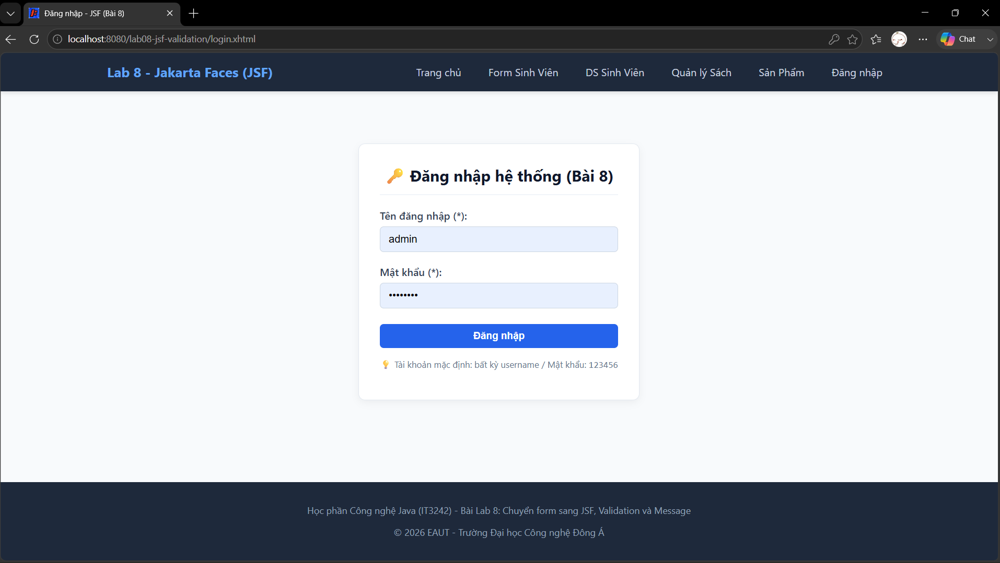 Đăng nhập - JSF (Bài 8)
localhost:8080/lab08-jsf-validation/login.xhtml
Chat
Lab 8 - Jakarta Faces (JSF)
Trang chủ
Form Sinh Viên
DS Sinh Viên
Quản lý Sách
Sản Phẩm
Đăng nhập
🔑 Đăng nhập hệ thống (Bài 8)
Tên đăng nhập (*):
admin
Mật khẩu (*):
••••••••
Đăng nhập
💡 Tài khoản mặc định: bất kỳ username / Mật khẩu: 123456
Học phần Công nghệ Java (IT3242) - Bài Lab 8: Chuyển form sang JSF, Validation và Message
© 2026 EAUT - Trường Đại học Công nghệ Đông Á